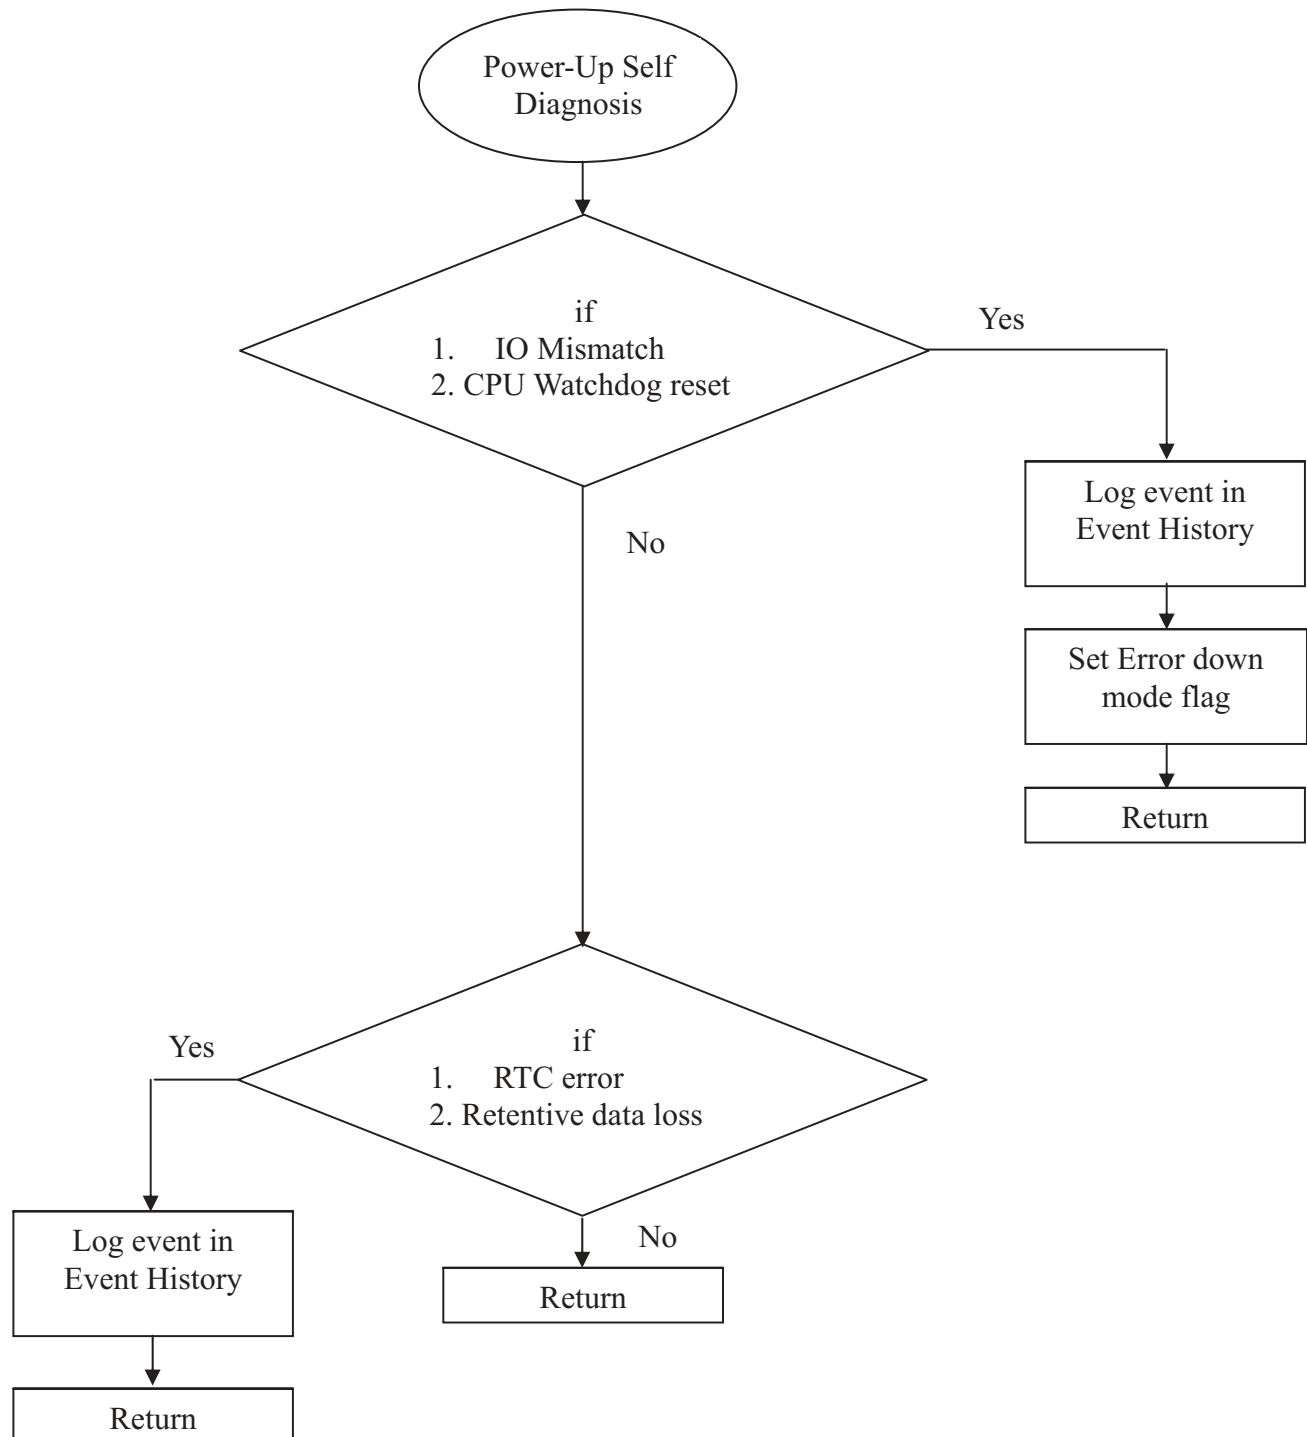 Power-Up Self
Diagnosis
if
1. IO Mismatch
2. CPU Watchdog reset
Yes
No
Log event in
Event History
Set Error down
mode flag
Return
if
1. RTC error
2. Retentive data loss
Yes
No
Log event in
Event History
Return
Return